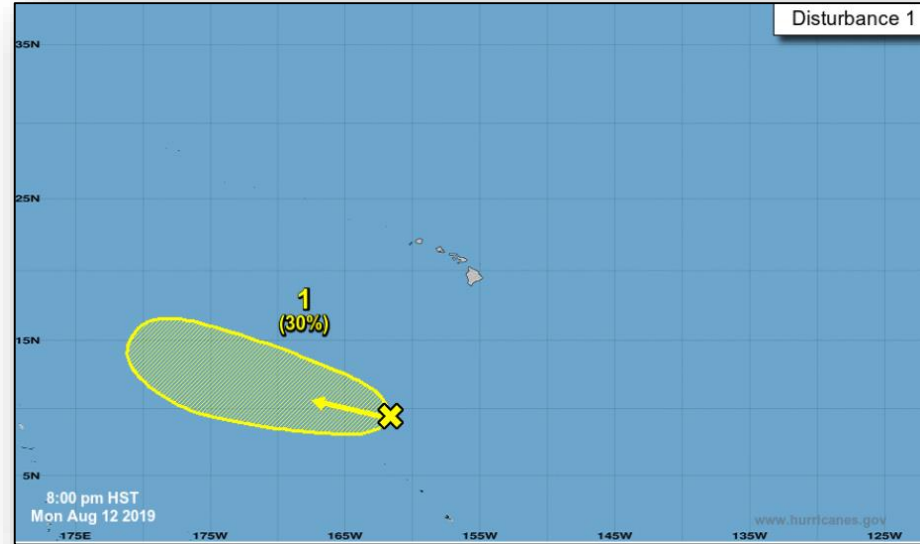 Disturbance 1
35N
25N
1
(30%)
15N
5N
8:00 pm HST
Mon Aug 12 2019
www.hurricanes.gov
175E
175W
165W
155W
145W
135W
125W